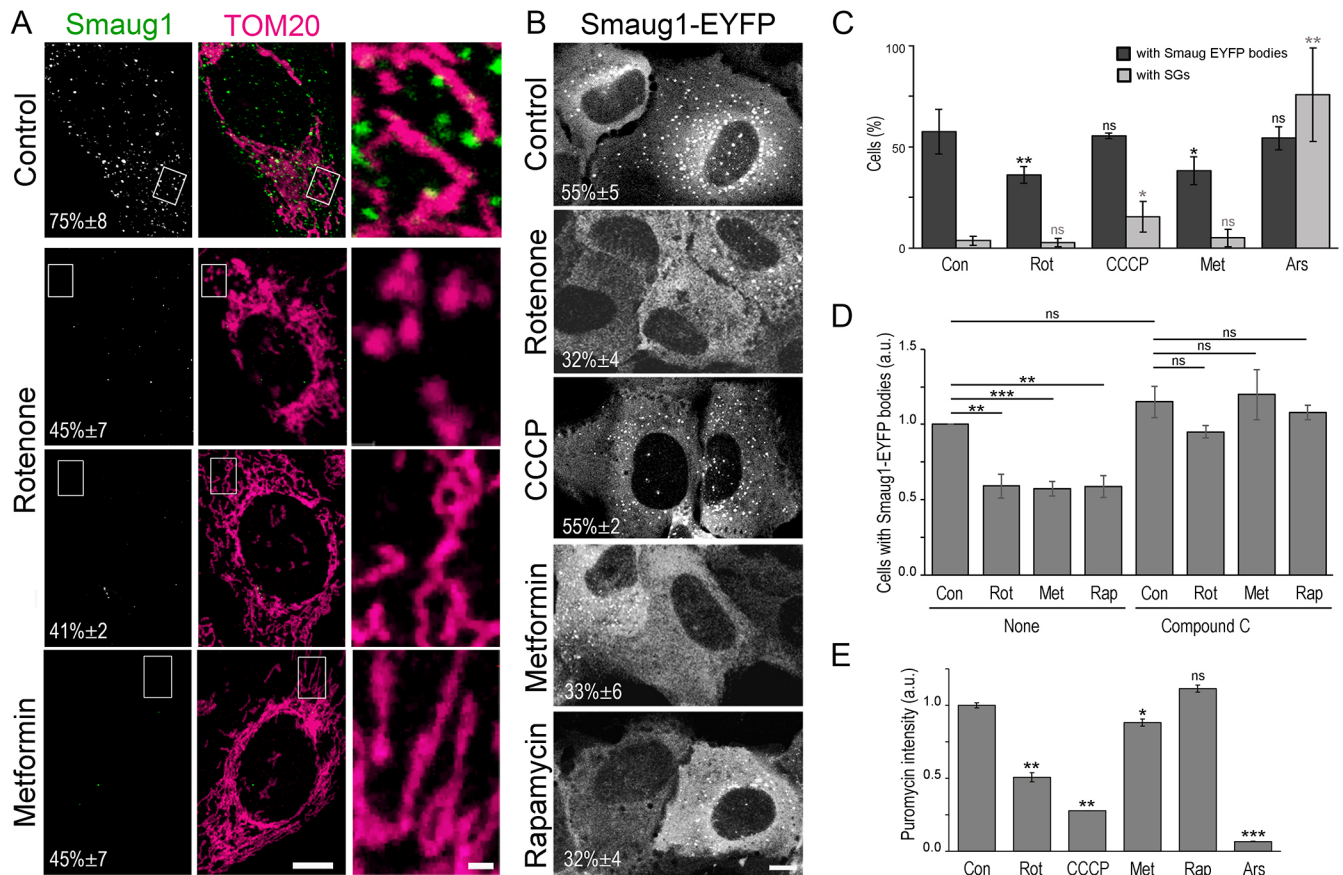 A
Smaug1
TOM20
Control
75%±8
Rotenone
45%±7
41%±2
Metformin
45%±7
B
Smaug1-EYFP
Control
55%±5
Rotenone
32%±4
CCCP
55%±2
Metformin
33%±6
Rapamycin
32%±4
C
with Smaug EYFP bodies
with SGs
Cells (%)
100
50
0
**
ns
ns
*
*
ns
ns
**
Con Rot CCCP Met Ars
D
Cells with Smaug1-EYFP bodies (a.u.)
1.5
1.0
0.5
0.0
ns
**
***
**
ns
ns
ns
Con Rot Met Rap Con Rot Met Rap
None Compound C
E
Puromycin intensity (a.u.)
1.0
0.5
0.0
**
**
*
ns
***
Con Rot CCCP Met Rap Ars